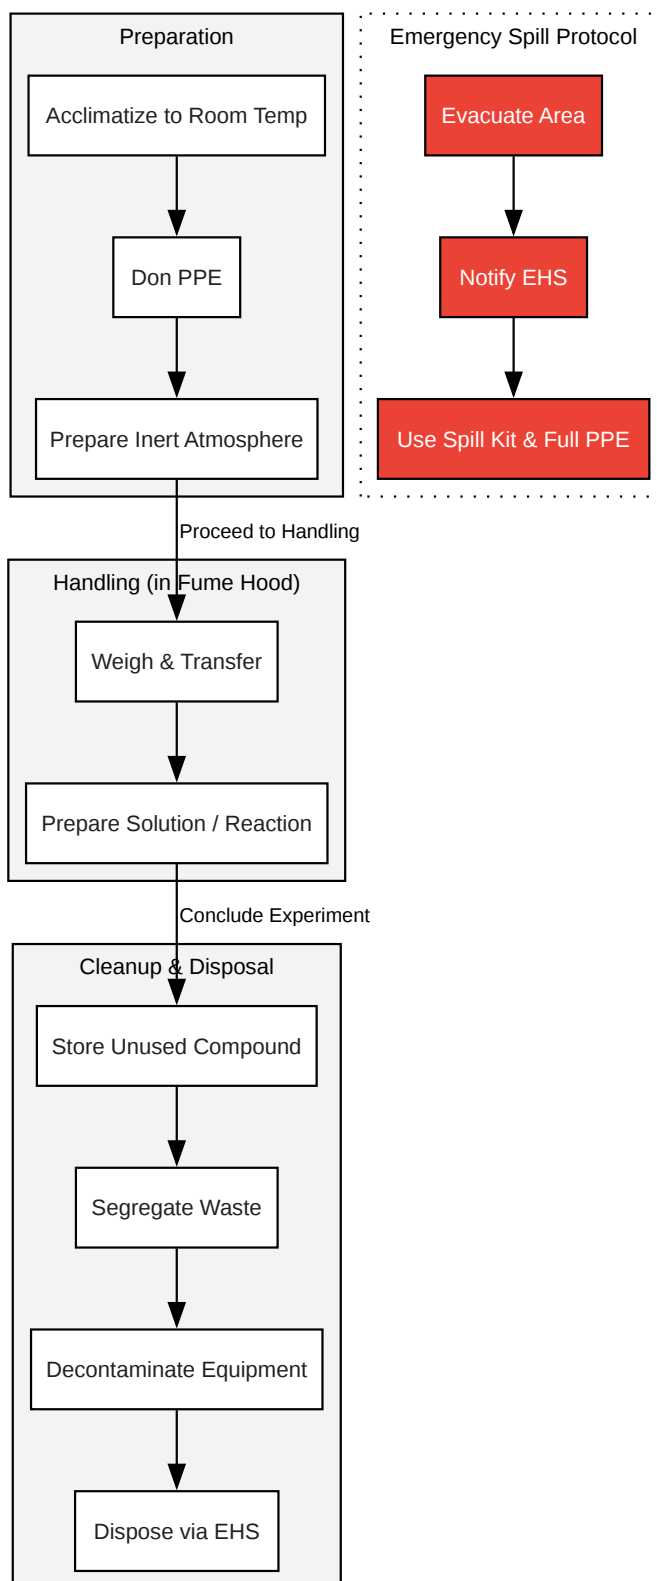 Preparation
Acclimatize to Room Temp
Don PPE
Prepare Inert Atmosphere
Emergency Spill Protocol
Evacuate Area
Notify EHS
Use Spill Kit & Full PPE
Proceed to Handling
Handling (in Fume Hood)
Weigh & Transfer
Prepare Solution / Reaction
Conclude Experiment
Cleanup & Disposal
Store Unused Compound
Segregate Waste
Decontaminate Equipment
Dispose via EHS